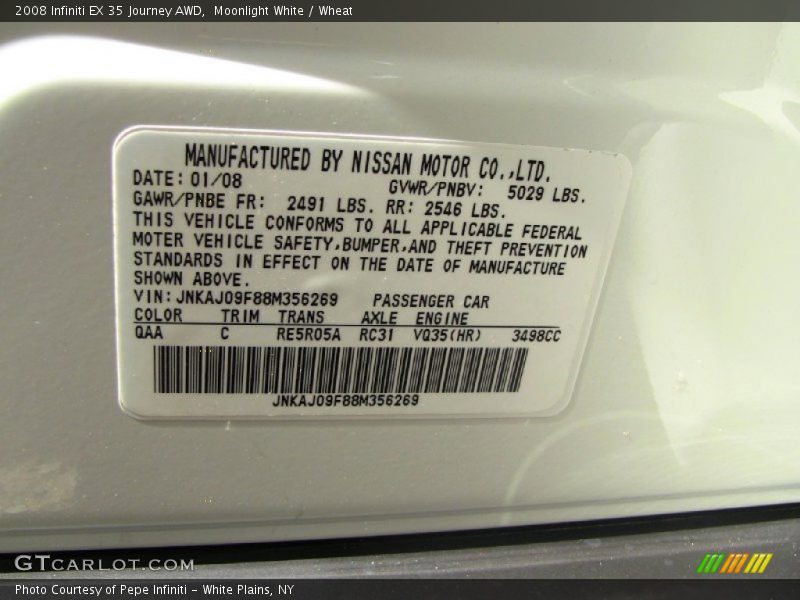 2008 Infiniti EX 35 Journey AWD,  Moonlight White / Wheat
MANUFACTURED BY NISSAN MOTOR CO.,LTD.
DATE: 01/08 GVWR/PNBV: 5029 LBS.
GAWR/PNBE FR: 2491 LBS. RR: 2546 LBS.
THIS VEHICLE CONFORMS TO ALL APPLICABLE FEDERAL
MOTER VEHICLE SAFETY,BUMPER,AND THEFT PREVENTION
STANDARDS IN EFFECT ON THE DATE OF MANUFACTURE
SHOWN ABOVE.
VIN: JNKAJ09F88M356269 PASSENGER CAR
COLOR TRIM TRANS AXLE ENGINE
QAA C RE5R05A RC31 VQ35(HR) 3498CC
JNKAJ09F88M356269
GTCARLOT.COM
Photo Courtesy of Pepe Infiniti - White Plains, NY